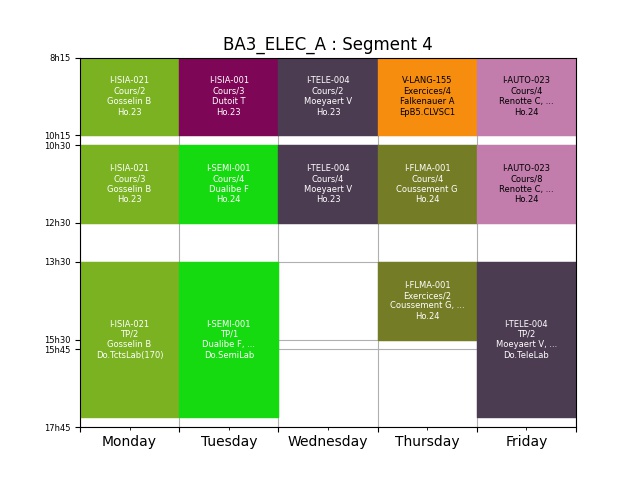 BA3_ELEC_A : Segment 4
8h15
10h15
10h30
12h30
13h30
15h30
15h45
17h45
I-ISIA-021
Cours/2
Gosselin B
Ho.23
I-ISIA-001
Cours/3
Dutoit T
Ho.23
I-TELE-004
Cours/2
Moeyaert V
Ho.23
V-LANG-155
Exercices/4
Falkenauer A
EpB5.CLVSC1
I-AUTO-023
Cours/4
Renotte C, ...
Ho.24
I-ISIA-021
Cours/3
Gosselin B
Ho.23
I-SEMI-001
Cours/4
Dualibe F
Ho.24
I-TELE-004
Cours/4
Moeyaert V
Ho.23
I-FLMA-001
Cours/4
Coussement G
Ho.24
I-AUTO-023
Cours/8
Renotte C, ...
Ho.24
I-ISIA-021
TP/2
Gosselin B
Do.TctsLab(170)
I-SEMI-001
TP/1
Dualibe F, ...
Do.SemiLab
I-FLMA-001
Exercices/2
Coussement G, ...
Ho.24
I-TELE-004
TP/2
Moeyaert V, ...
Do.TeleLab
Monday
Tuesday
Wednesday
Thursday
Friday